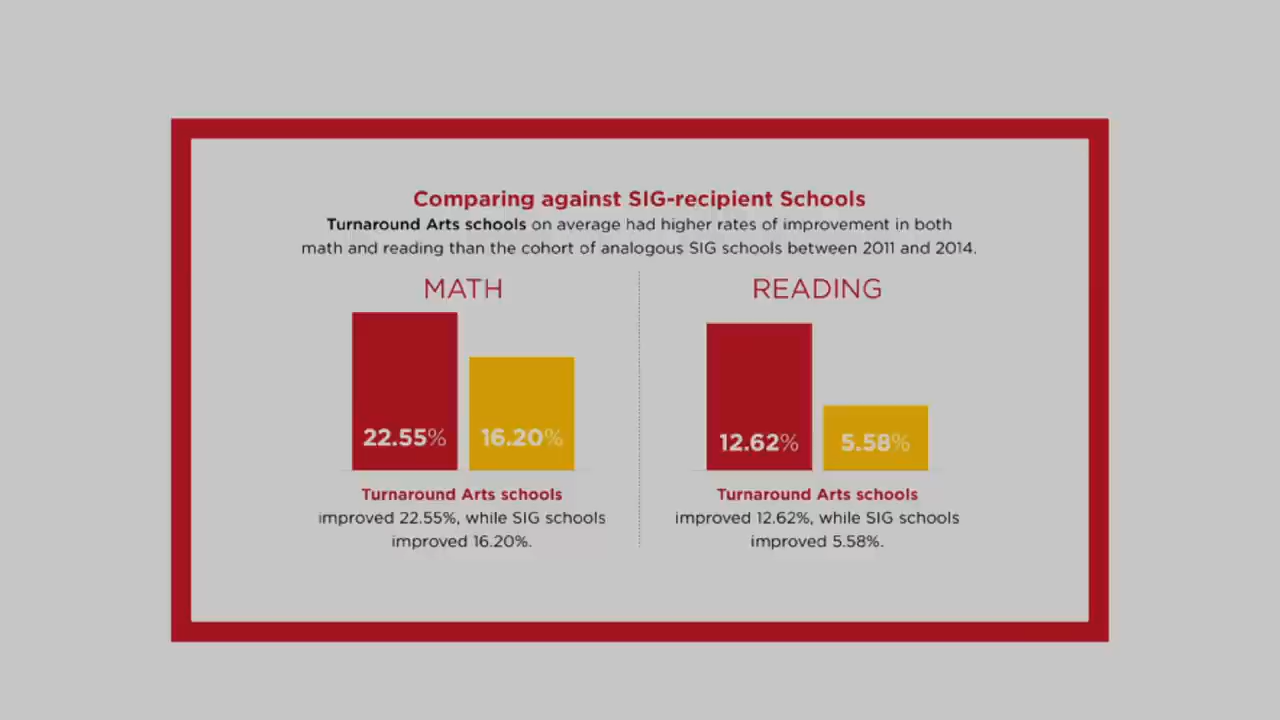 Comparing against SIG-recipient Schools
Turnaround Arts schools on average had higher rates of improvement in both
math and reading than the cohort of analogous SIG schools between 2011 and 2014.
MATH
22.55%
16.20%
Turnaround Arts schools
improved 22.55%, while SIG schools
improved 16.20%.
READING
12.62%
5.58%
Turnaround Arts schools
improved 12.62%, while SIG schools
improved 5.58%.